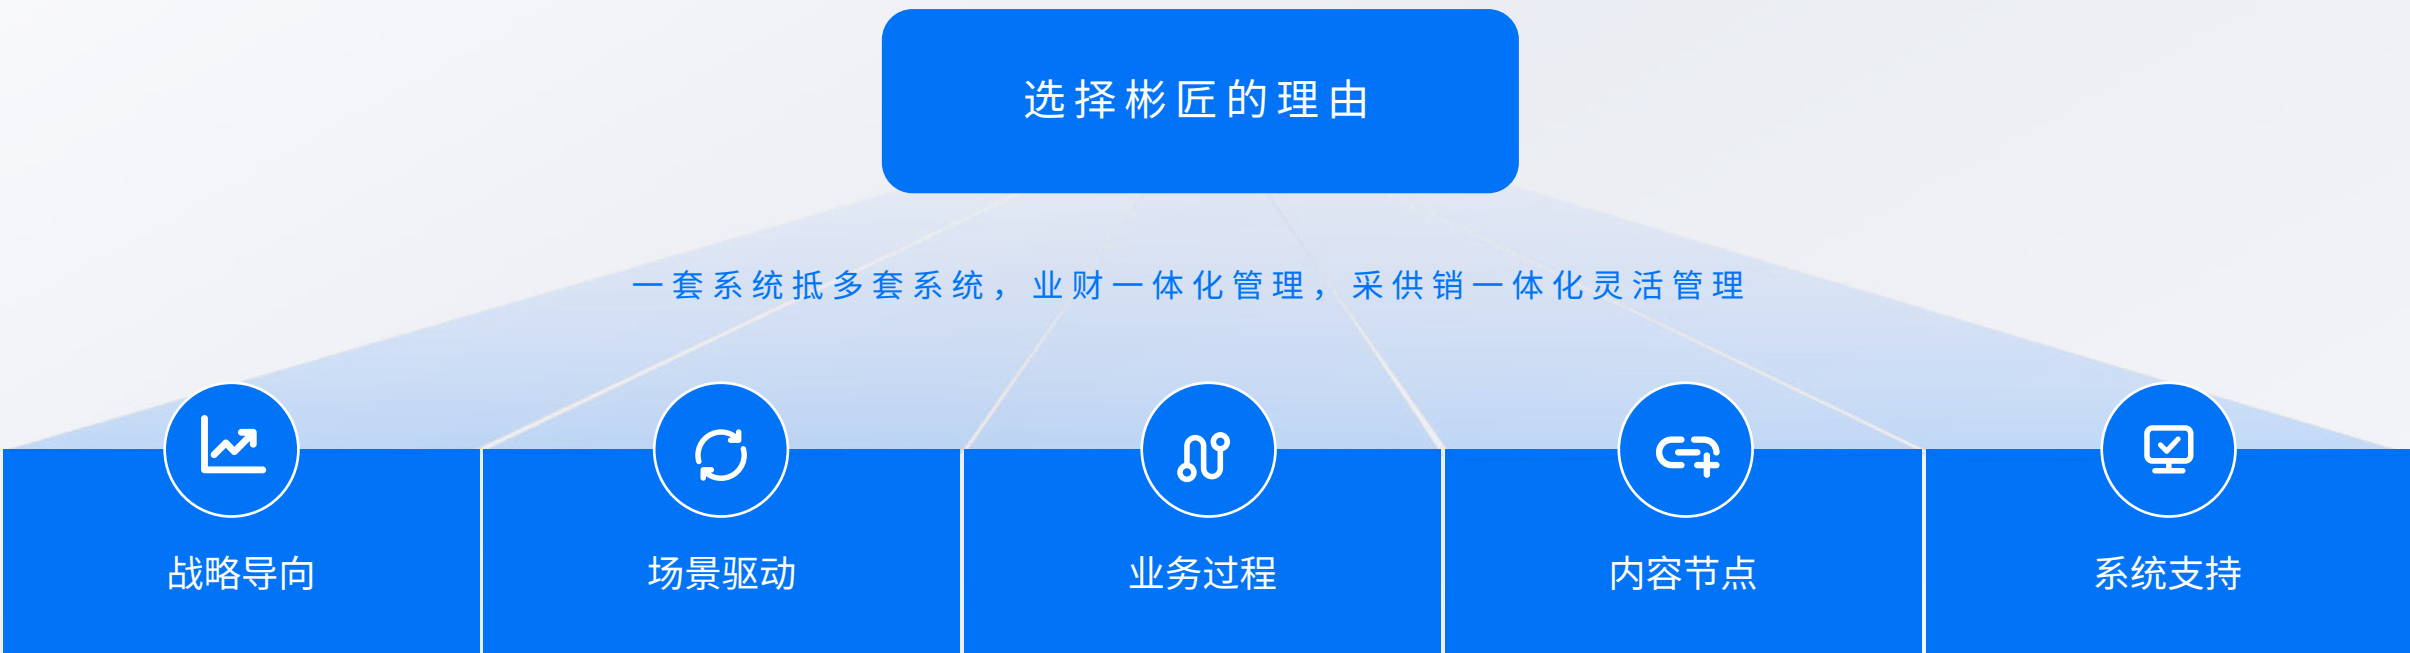 选择彬匠的理由
一套系统抵多套系统，业财一体化管理，采供销一体化灵活管理
战略导向
场景驱动
业务过程
内容节点
系统支持